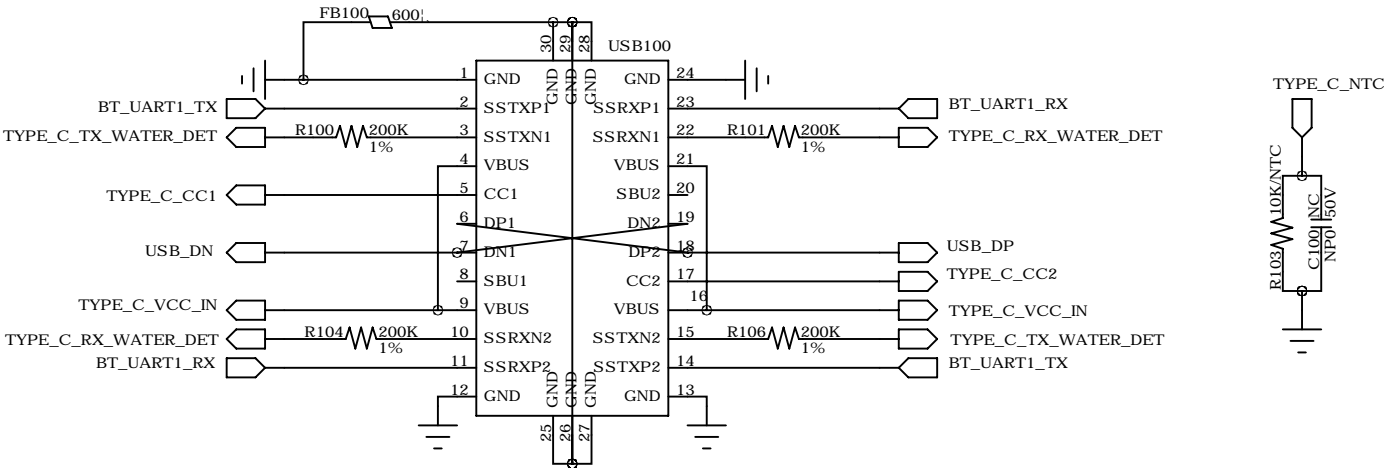 FB100 600
30 29 28
USB100
GND GND GND
1 GND GND 24
TYPE_C_NTC
BT_UART1_TX 2 SSTXP1 SSRXP1 23 BT_UART1_RX
TYPE_C_TX_WATER_DET R100 200K 3 SSTXN1 SSRXN1 22 R101 200K TYPE_C_RX_WATER_DET
1% 1%
4 VBUS VBUS 21
TYPE_C_CC1 5 CC1 SBU2 20
6 DP1 DN2 19
USB_DN 7 DN1 DP2 18 USB_DP
8 SBU1 CC2 17 TYPE_C_CC2
TYPE_C_VCC_IN 9 VBUS VBUS 16 TYPE_C_VCC_IN
TYPE_C_RX_WATER_DET R104 200K 10 SSRXN2 SSTXN2 15 R106 200K TYPE_C_TX_WATER_DET
1% 1%
BT_UART1_RX 11 SSRXP2 SSTXP2 14 BT_UART1_TX
12 GND GND 13
GND GND GND
25 26 27
R103 10K/NTC
C100 NC
NP0 50V